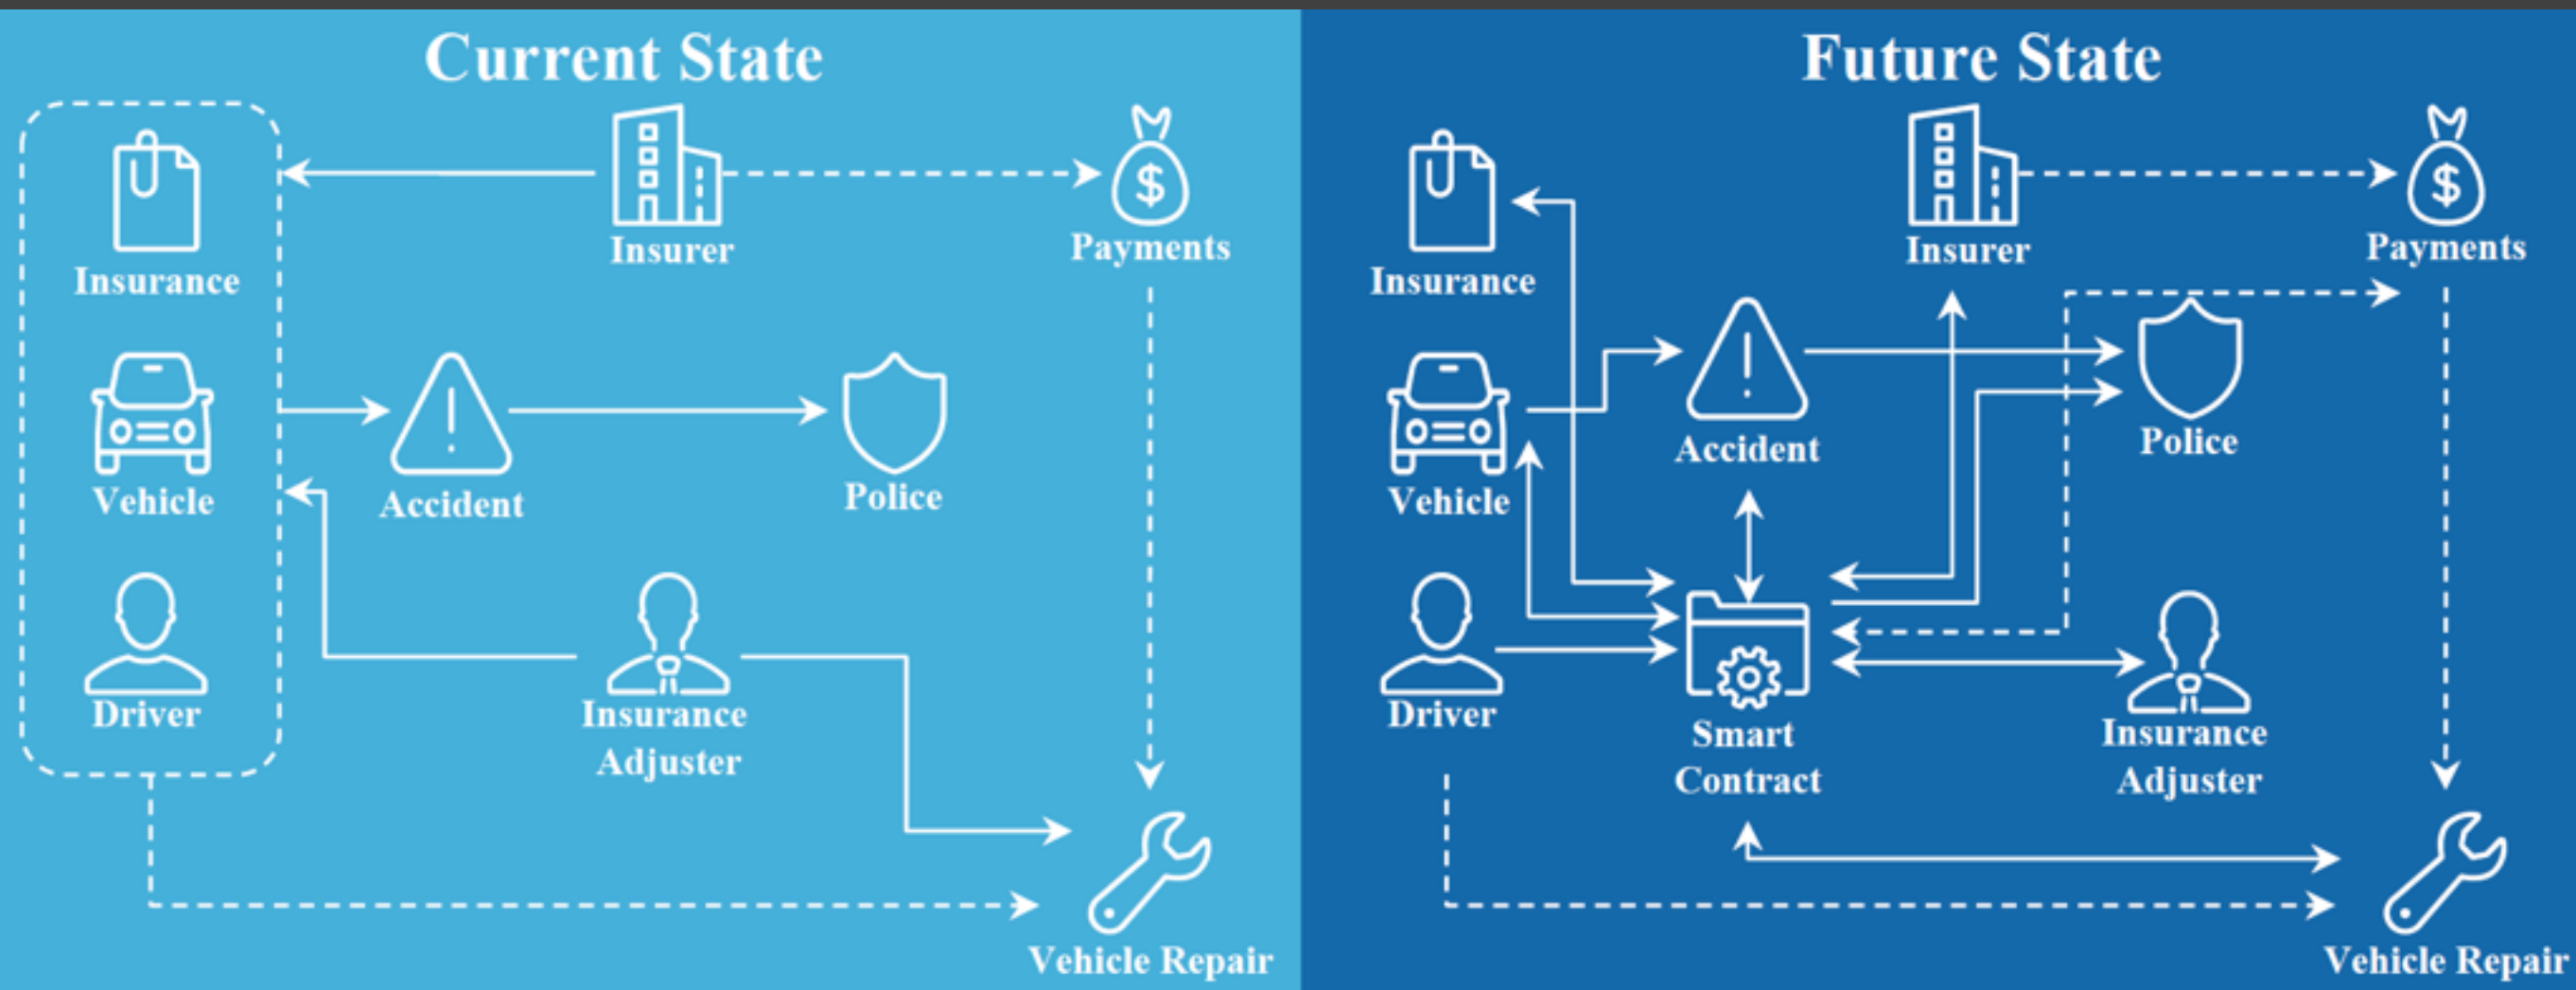 Current State
Insurance
Insurer
Payments
Vehicle
Accident
Police
Driver
Insurance
Adjuster
Vehicle Repair
Future State
Insurance
Insurer
Payments
Vehicle
Accident
Police
Driver
Smart
Contract
Insurance
Adjuster
Vehicle Repair
$
$